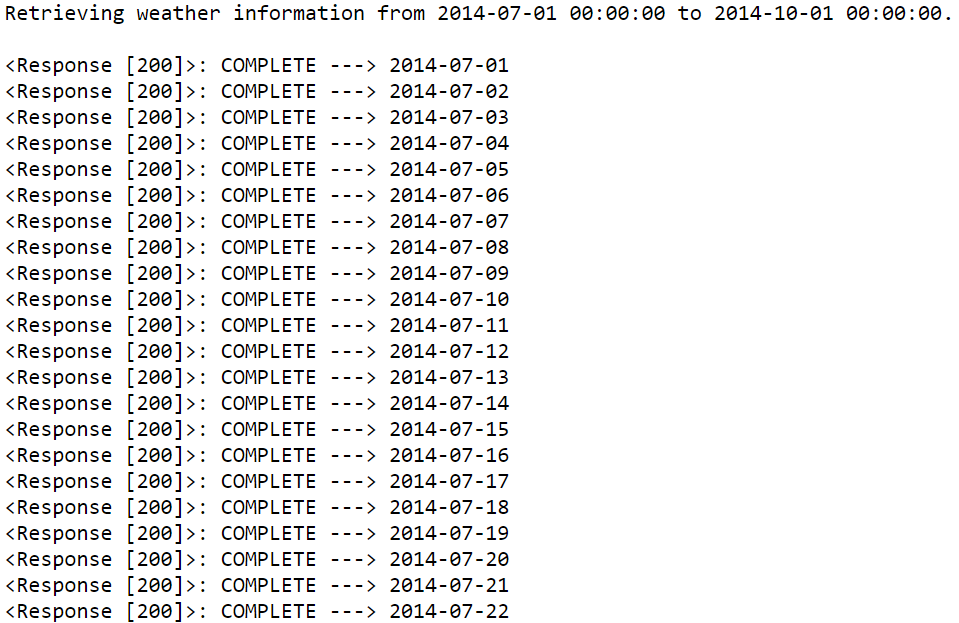 Retrieving weather information from 2014-07-01 00:00:00 to 2014-10-01 00:00:00.
<Response [200]>: COMPLETE ---> 2014-07-01
<Response [200]>: COMPLETE ---> 2014-07-02
<Response [200]>: COMPLETE ---> 2014-07-03
<Response [200]>: COMPLETE ---> 2014-07-04
<Response [200]>: COMPLETE ---> 2014-07-05
<Response [200]>: COMPLETE ---> 2014-07-06
<Response [200]>: COMPLETE ---> 2014-07-07
<Response [200]>: COMPLETE ---> 2014-07-08
<Response [200]>: COMPLETE ---> 2014-07-09
<Response [200]>: COMPLETE ---> 2014-07-10
<Response [200]>: COMPLETE ---> 2014-07-11
<Response [200]>: COMPLETE ---> 2014-07-12
<Response [200]>: COMPLETE ---> 2014-07-13
<Response [200]>: COMPLETE ---> 2014-07-14
<Response [200]>: COMPLETE ---> 2014-07-15
<Response [200]>: COMPLETE ---> 2014-07-16
<Response [200]>: COMPLETE ---> 2014-07-17
<Response [200]>: COMPLETE ---> 2014-07-18
<Response [200]>: COMPLETE ---> 2014-07-19
<Response [200]>: COMPLETE ---> 2014-07-20
<Response [200]>: COMPLETE ---> 2014-07-21
<Response [200]>: COMPLETE ---> 2014-07-22